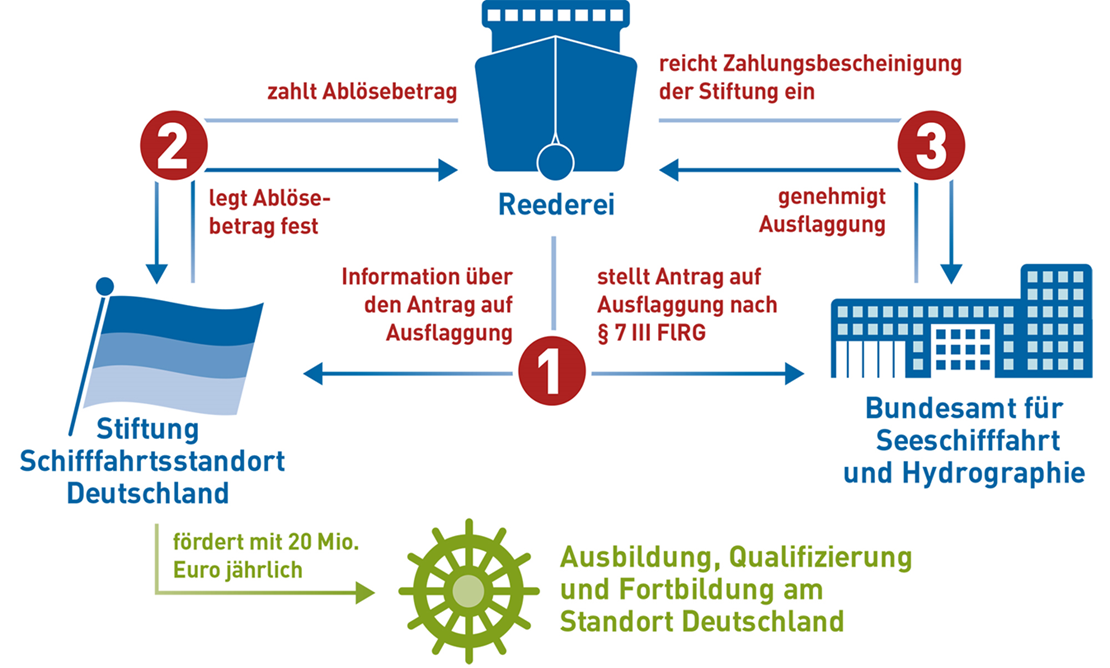 zahlt Ablösebetrag
reicht Zahlungsbescheinigung
der Stiftung ein
2
3
legt Ablöse-
betrag fest
Reederei
genehmigt
Ausflaggung
Information über
den Antrag auf
Ausflaggung
stellt Antrag auf
Ausflaggung nach
§ 7 III FlRG
1
Stiftung
Schifffahrtsstandort
Deutschland
Bundesamt für
Seeschifffahrt
und Hydrographie
fördert mit 20 Mio.
Euro jährlich
Ausbildung, Qualifizierung
und Fortbildung am
Standort Deutschland